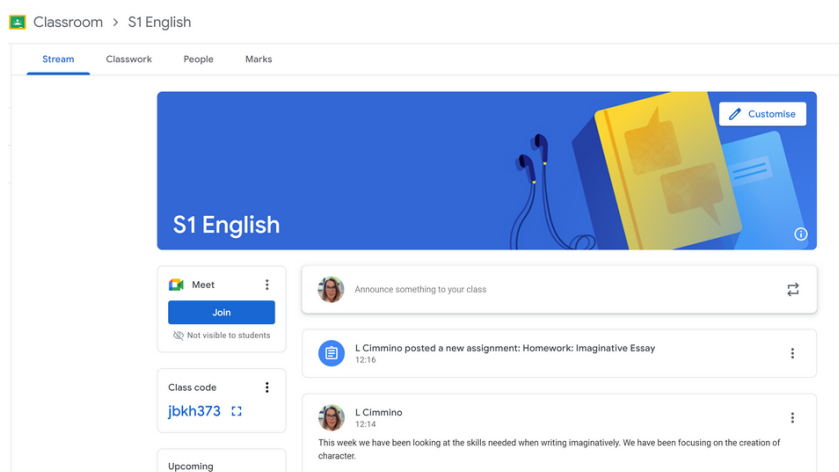 Classroom > S1 English
Stream Classwork People Marks
Customise
S1 English
Meet
Join
Not visible to students
Class code
jbkh373
Upcoming
Announce something to your class
L Cimmino posted a new assignment: Homework: Imaginative Essay
12:16
L Cimmino
12:14
This week we have been looking at the skills needed when writing imaginatively. We have been focusing on the creation of
character.